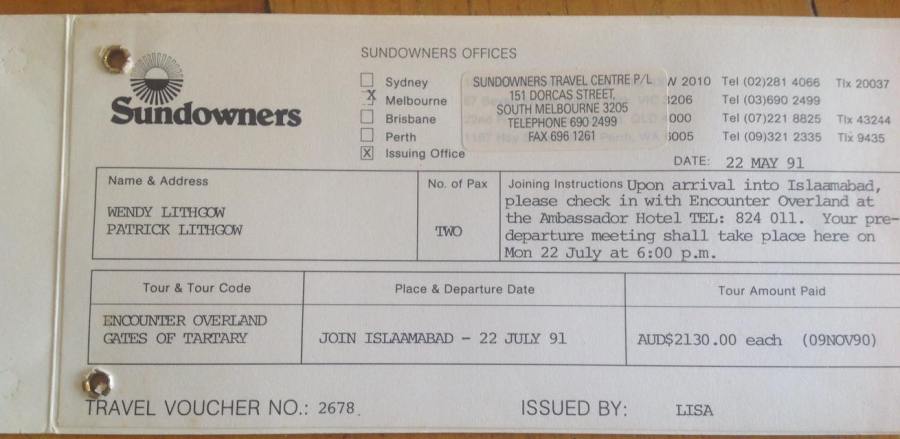 SUNDOWNERS OFFICES
Sundowners
Sydney W 2010 Tel (02)281 4066 Tlx 20037
X Melbourne 3206 Tel (03)690 2499
Brisbane 4000 Tel (07)221 8825 Tlx 43244
Perth 6005 Tel (09)321 2335 Tlx 9435
X Issuing Office
SUNDOWNERS TRAVEL CENTRE P/L
151 DORCAS STREET,
SOUTH MELBOURNE 3205
TELEPHONE 690 2499
FAX 696 1261
DATE: 22 MAY 91
Name & Address
WENDY LITHGOW
PATRICK LITHGOW
No. of Pax
TWO
Joining Instructions Upon arrival into Islaamabad,
please check in with Encounter Overland at
the Ambassador Hotel TEL: 824 011. Your pre-
departure meeting shall take place here on
Mon 22 July at 6:00 p.m.
Tour & Tour Code
ENCOUNTER OVERLAND
GATES OF TARTARY
Place & Departure Date
JOIN ISLAAMABAD - 22 JULY 91
Tour Amount Paid
AUD$2130.00 each (09NOV90)
TRAVEL VOUCHER NO.: 2678.
ISSUED BY: LISA